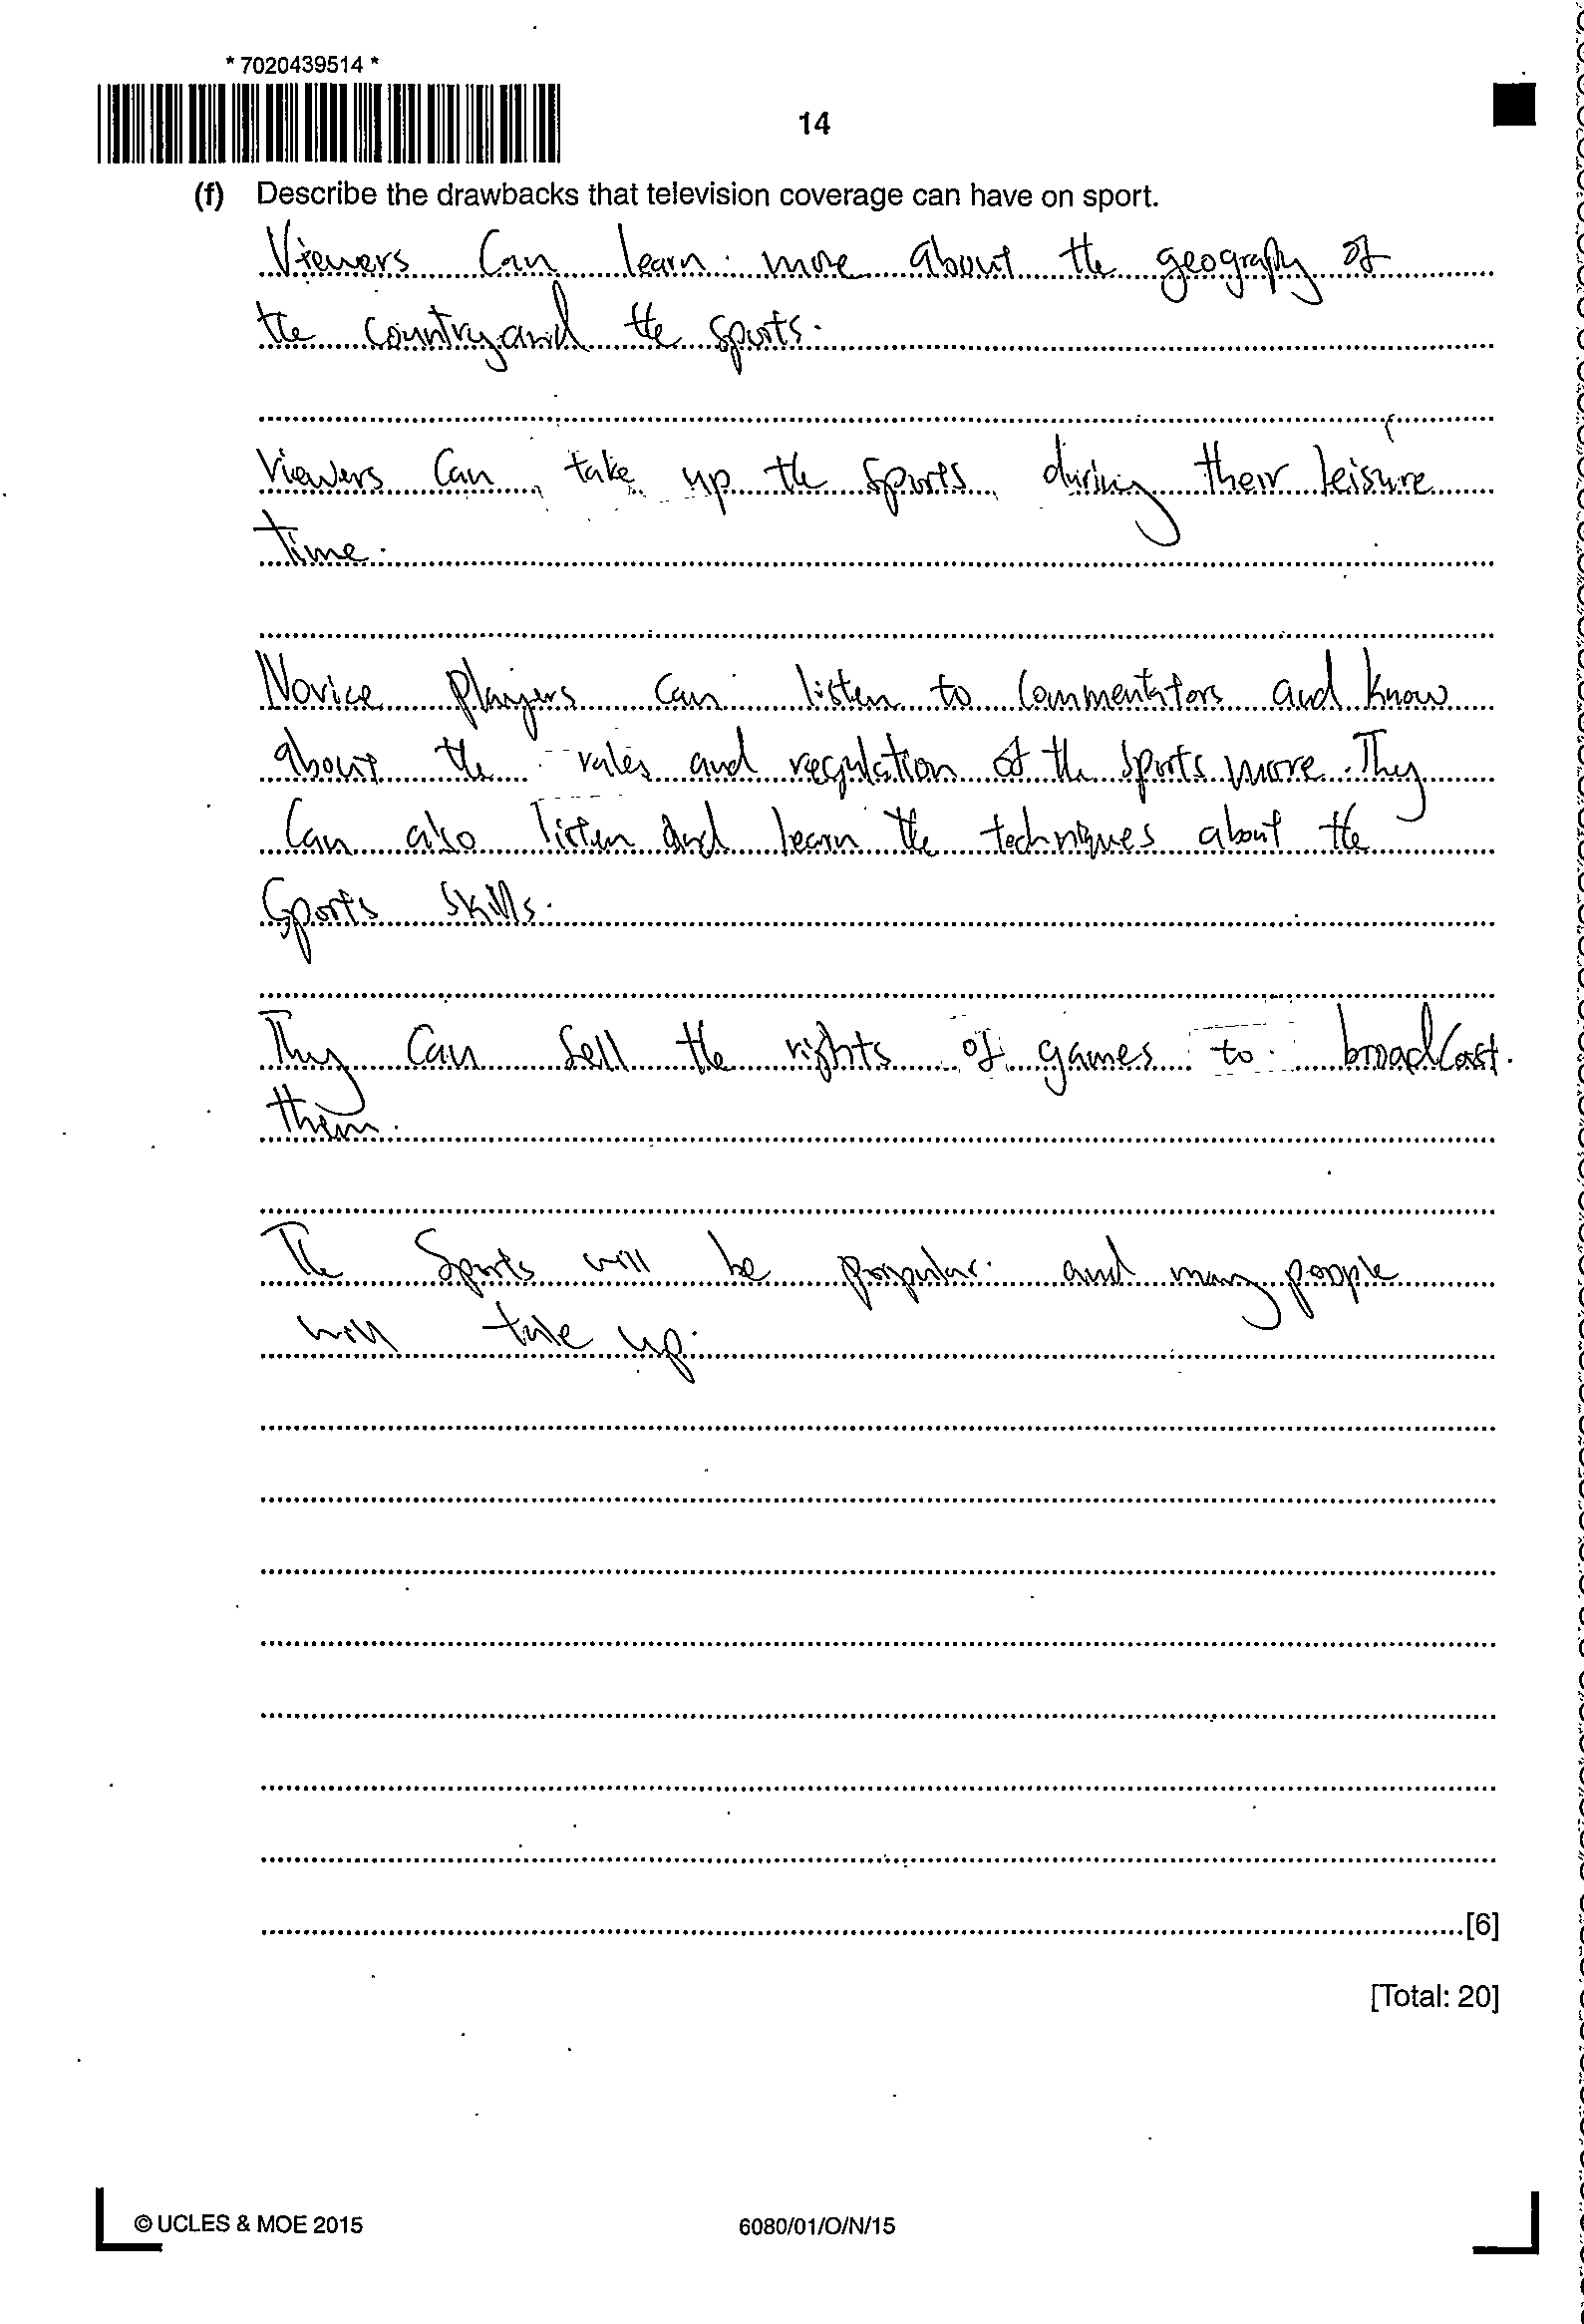 * 7020439514 *
14
(f) Describe the drawbacks that television coverage can have on sport.
Viewers can learn more about the geography of
the country and the sports.
Viewers can take up the sports during their leisure
time.
Novice players can listen to commentators and know
about the rules and regulation of the sports more. They
can also listen and learn the techniques about the
sports skills.
They can sell the rights of games to broadcast
them.
The sports will be popular and many people
will take up.
[6]
[Total: 20]
© UCLES & MOE 2015
6080/01/O/N/15